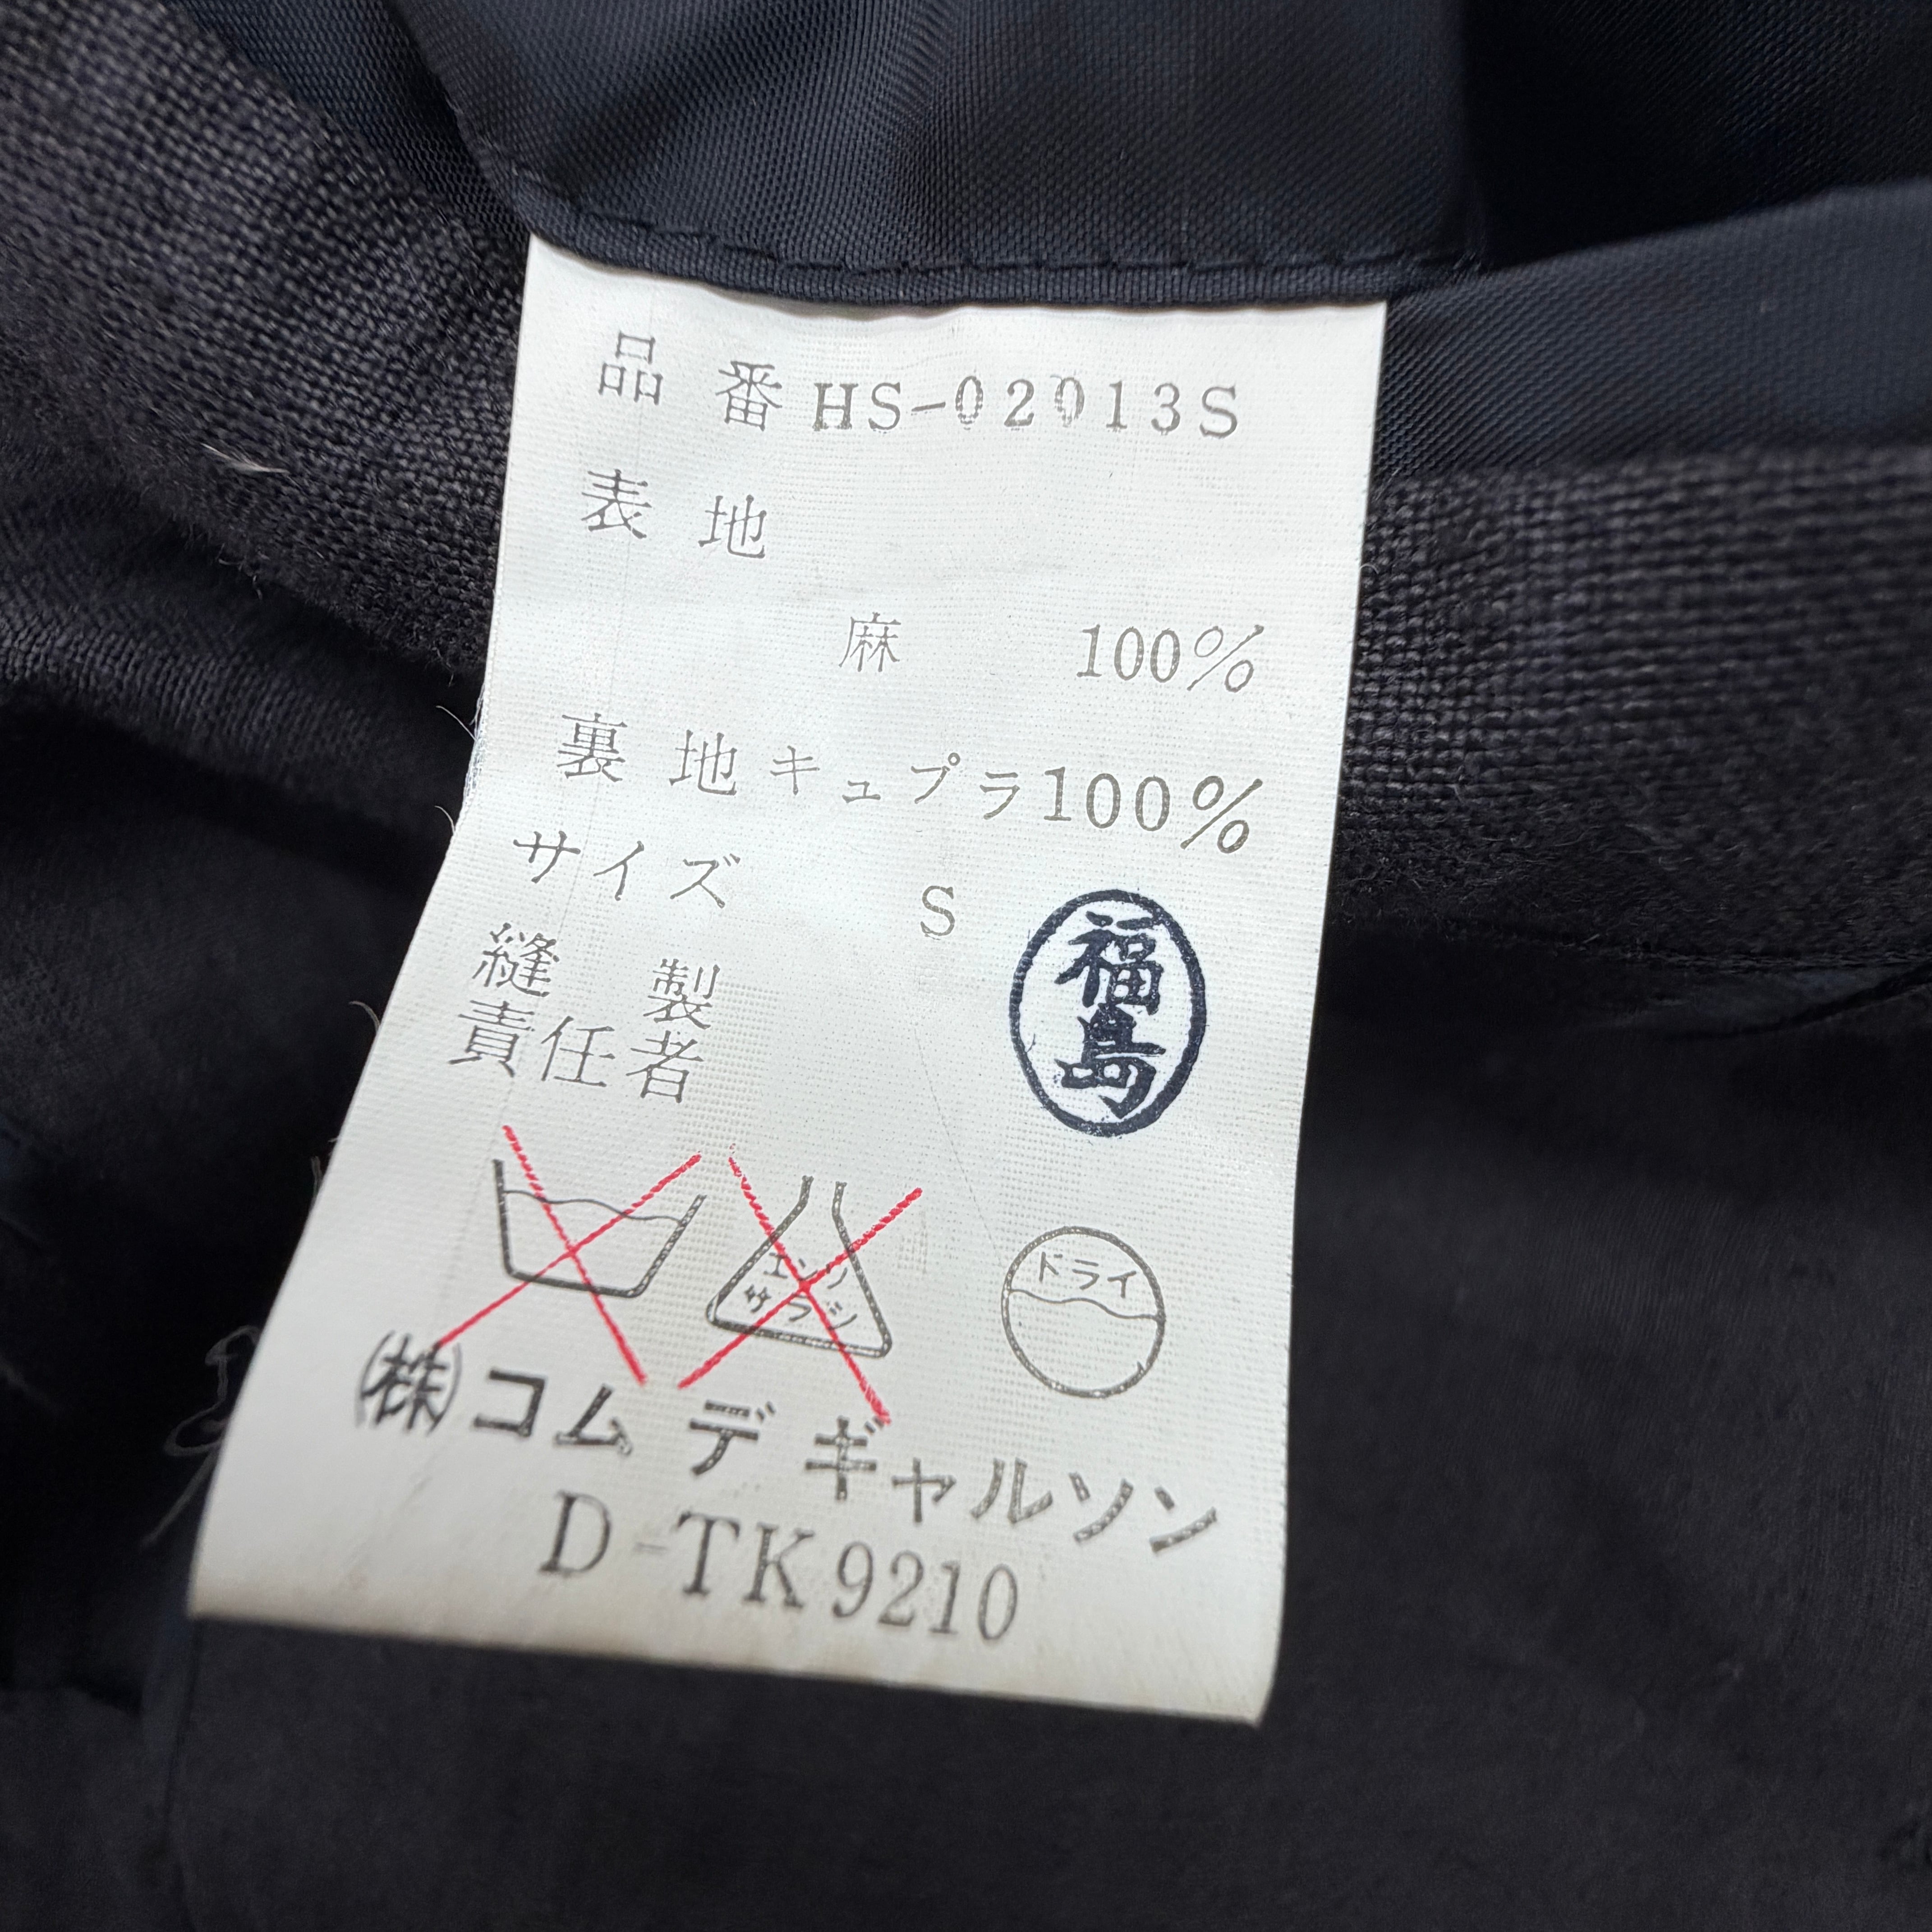 品 番 HS-02013S
表 地
麻 100%
裏 地 キュプラ 100%
サイズ S
縫 製
責任者
福島
エンソ
サラシ
ドライ
㈱コム デ ギャルソン
D-TK9210